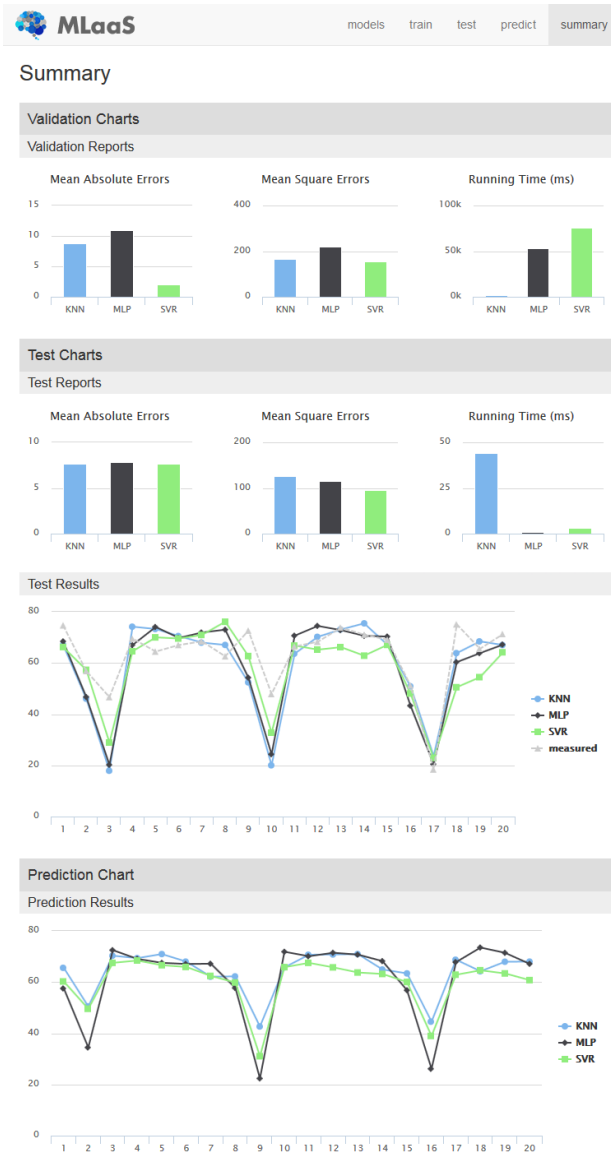 MLaaS models train test predict summary
Summary
Validation Charts
Validation Reports
Mean Absolute Errors Mean Square Errors Running Time (ms)
15 400 100k
10
200 50k
5
0 0 0k
KNN MLP SVR KNN MLP SVR KNN MLP SVR
Test Charts
Test Reports
Mean Absolute Errors Mean Square Errors Running Time (ms)
10 200 50
5 100 25
0 0 0
KNN MLP SVR KNN MLP SVR KNN MLP SVR
Test Results
80
60
40
KNN
MLP
SVR
measured
20
0
1 2 3 4 5 6 7 8 9 10 11 12 13 14 15 16 17 18 19 20
Prediction Chart
Prediction Results
80
60
40
KNN
MLP
SVR
20
0
1 2 3 4 5 6 7 8 9 10 11 12 13 14 15 16 17 18 19 20